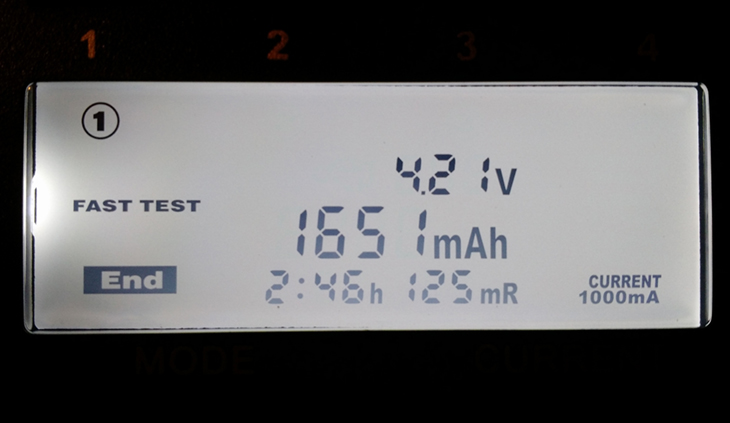 1 2 3 4
1
4.21V
FAST TEST
1651mAh
End
2:46h 125mR
CURRENT
1000mA
MODE